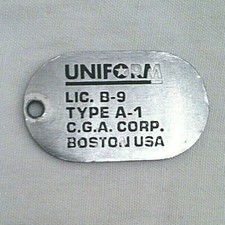 UNIFORM
LIC. B-9
TYPE A-1
C.G.A. CORP.
BOSTON USA